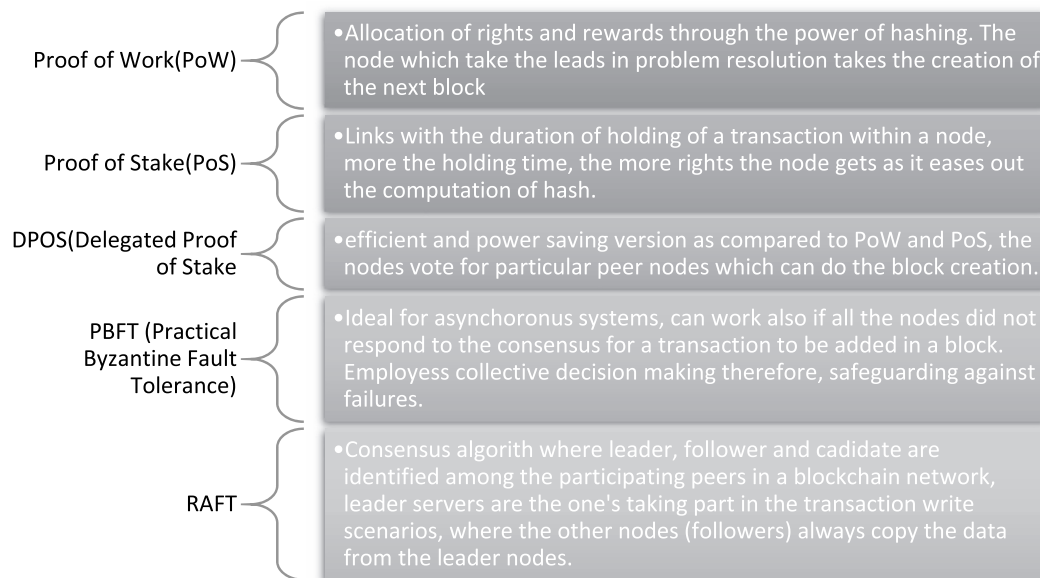 Proof of Work(PoW)
•Allocation of rights and rewards through the power of hashing. The
node which take the leads in problem resolution takes the creation of
the next block
Proof of Stake(PoS)
•Links with the duration of holding of a transaction within a node,
more the holding time, the more rights the node gets as it eases out
the computation of hash.
DPOS(Delegated Proof
of Stake
•efficient and power saving version as compared to PoW and PoS, the
nodes vote for particular peer nodes which can do the block creation.
PBFT (Practical
Byzantine Fault
Tolerance)
•Ideal for asynchoronus systems, can work also if all the nodes did not
respond to the consensus for a transaction to be added in a block.
Employess collective decision making therefore, safeguarding against
failures.
RAFT
•Consensus algorith where leader, follower and cadidate are
identified among the participating peers in a blockchain network,
leader servers are the one's taking part in the transaction write
scenarios, where the other nodes (followers) always copy the data
from the leader nodes.